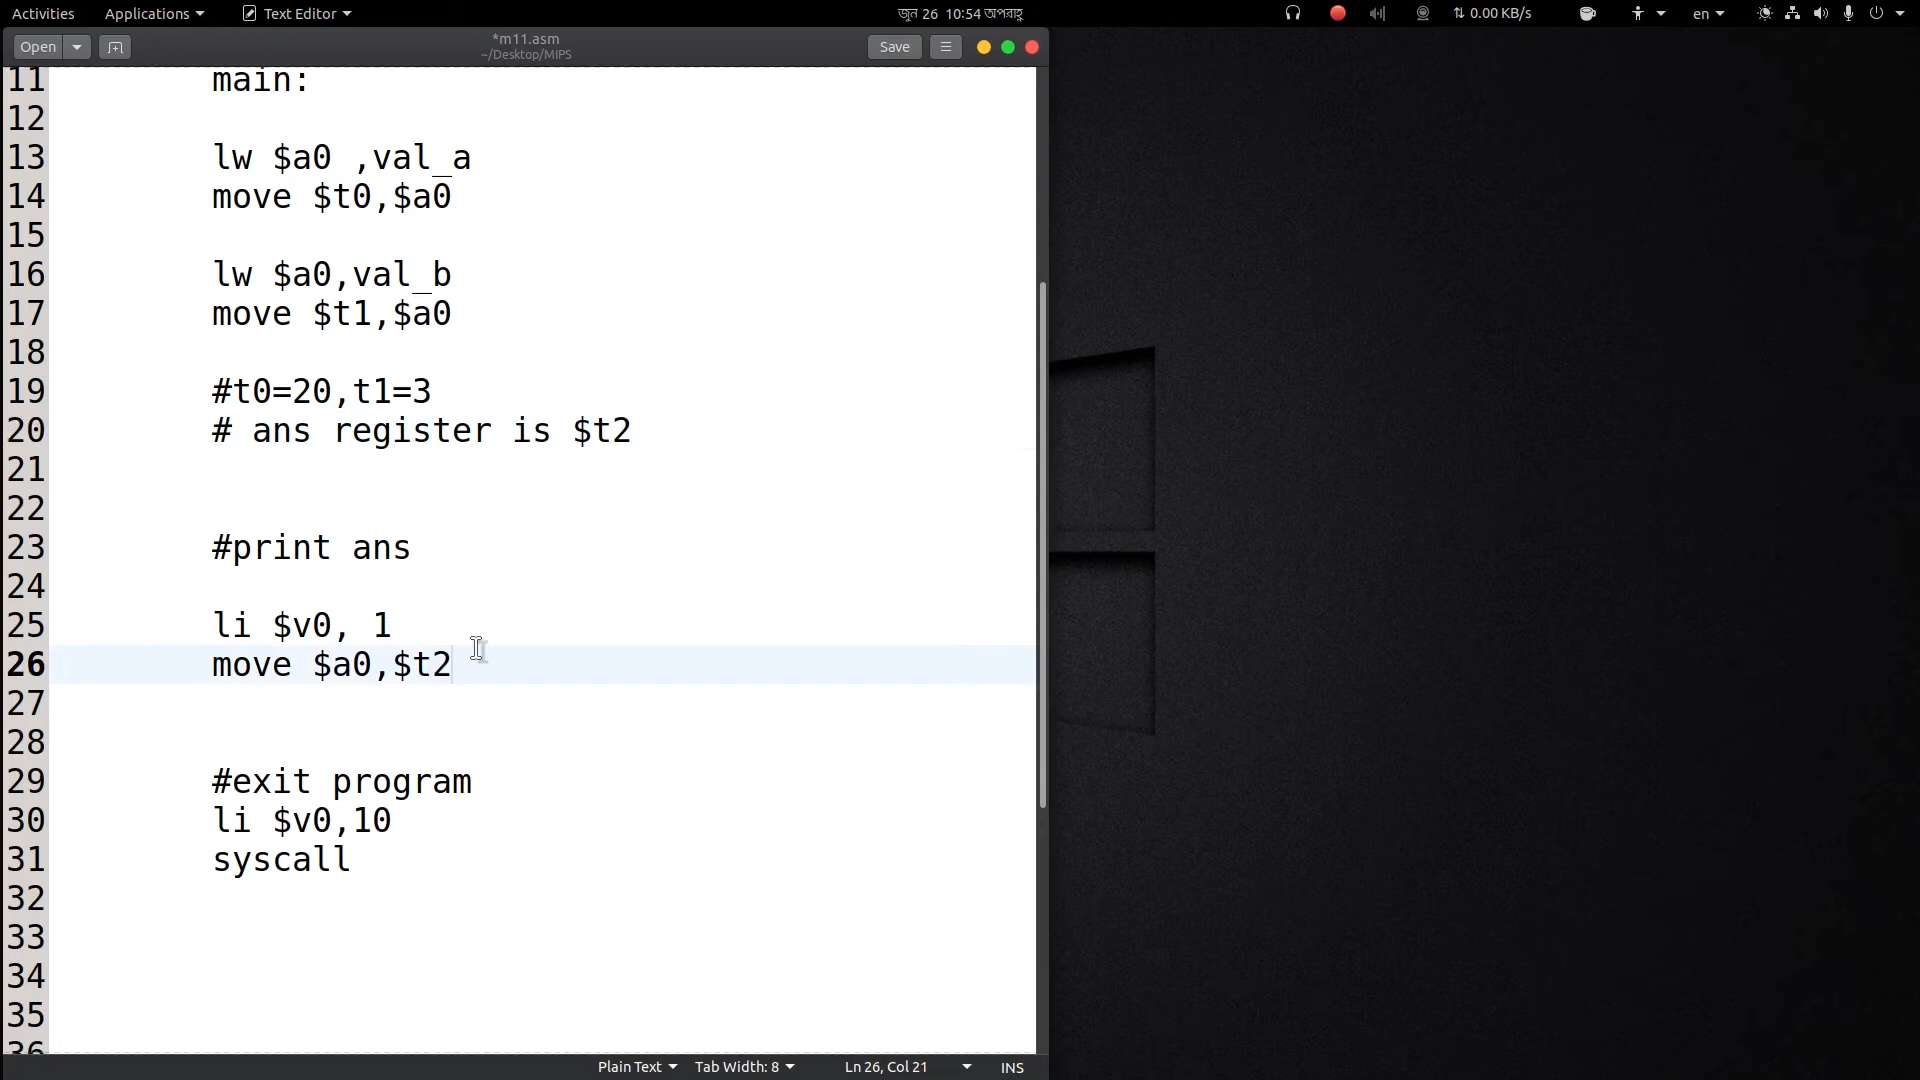 Activities Applications Text Editor জুন 26 10:54 অপরাহ্ণ 0.00 KB/s en
Open *m11.asm Save
~/Desktop/MIPS
11 main:
12
13 lw $a0 ,val_a
14 move $t0,$a0
15
16 lw $a0,val_b
17 move $t1,$a0
18
19 #t0=20,t1=3
20 # ans register is $t2
21
22
23 #print ans
24
25 li $v0, 1
26 move $a0,$t2
27
28
29 #exit program
30 li $v0,10
31 syscall
32
33
34
35
36
Plain Text Tab Width: 8 Ln 26, Col 21 INS